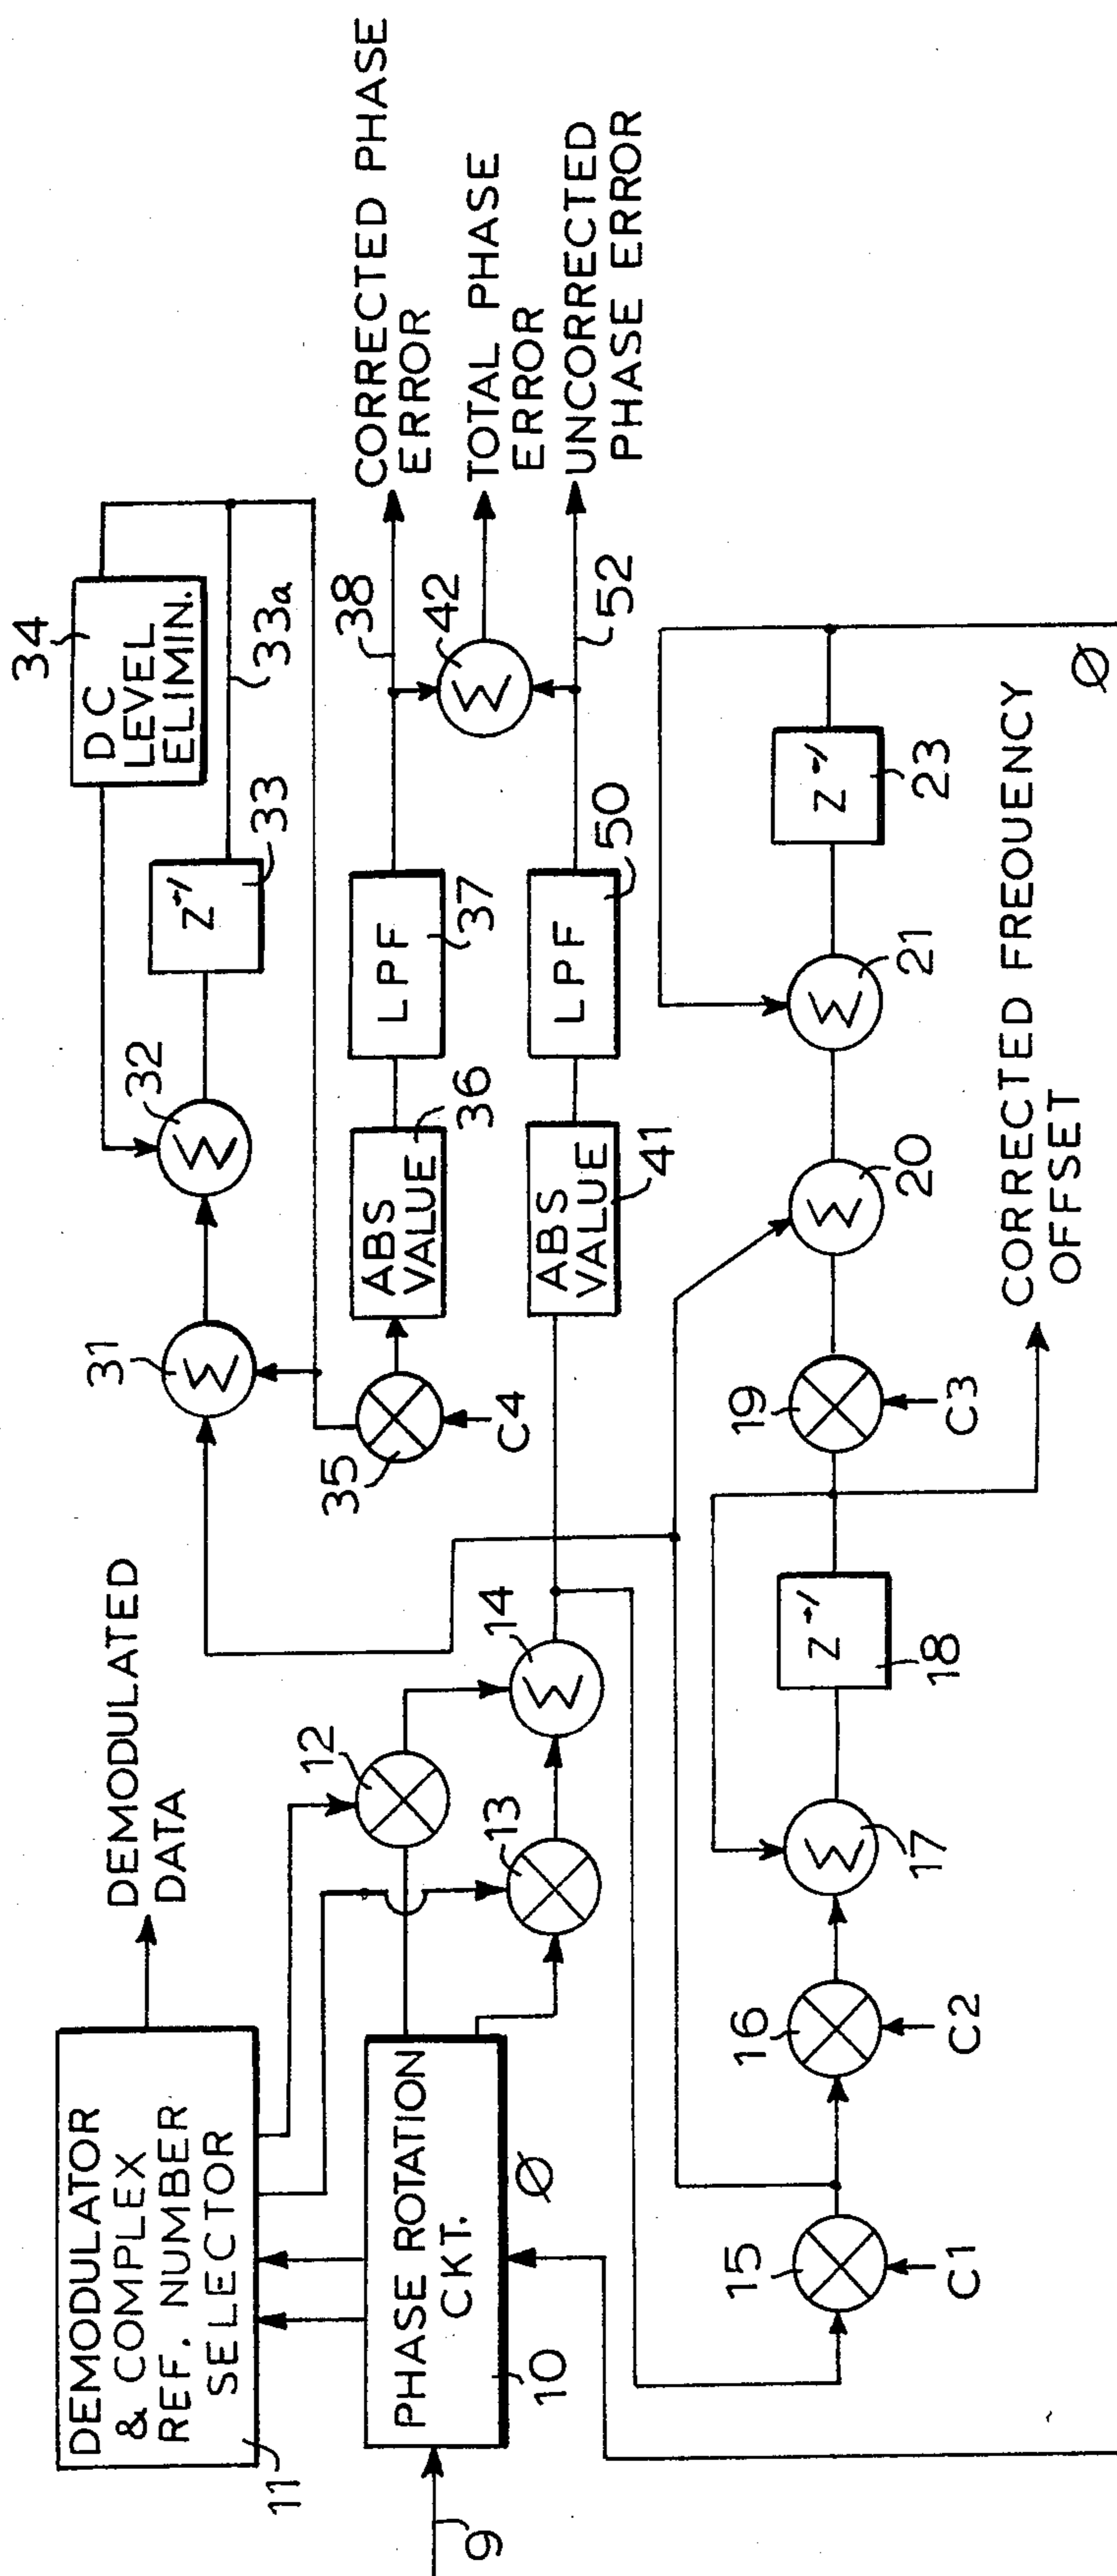 DEMODULATOR
& COMPLEX
REF. NUMBER
SELECTOR
11
DEMODULATED
DATA
9
PHASE ROTATION
CKT.
10
Ø
12
13
14
Σ
31
Σ
32
Σ
34
DC
LEVEL
ELIMIN.
Z⁻¹
33
33a
35
C4
ABS
VALUE
36
LPF
37
38
CORRECTED PHASE
ERROR
42
Σ
TOTAL PHASE
ERROR
ABS
VALUE
41
LPF
50
52
UNCORRECTED
PHASE ERROR
15
C1
16
C2
Σ
17
Z⁻¹
18
19
C3
Σ
20
Σ
21
Z⁻¹
23
CORRECTED FREQUENCY
OFFSET
Ø